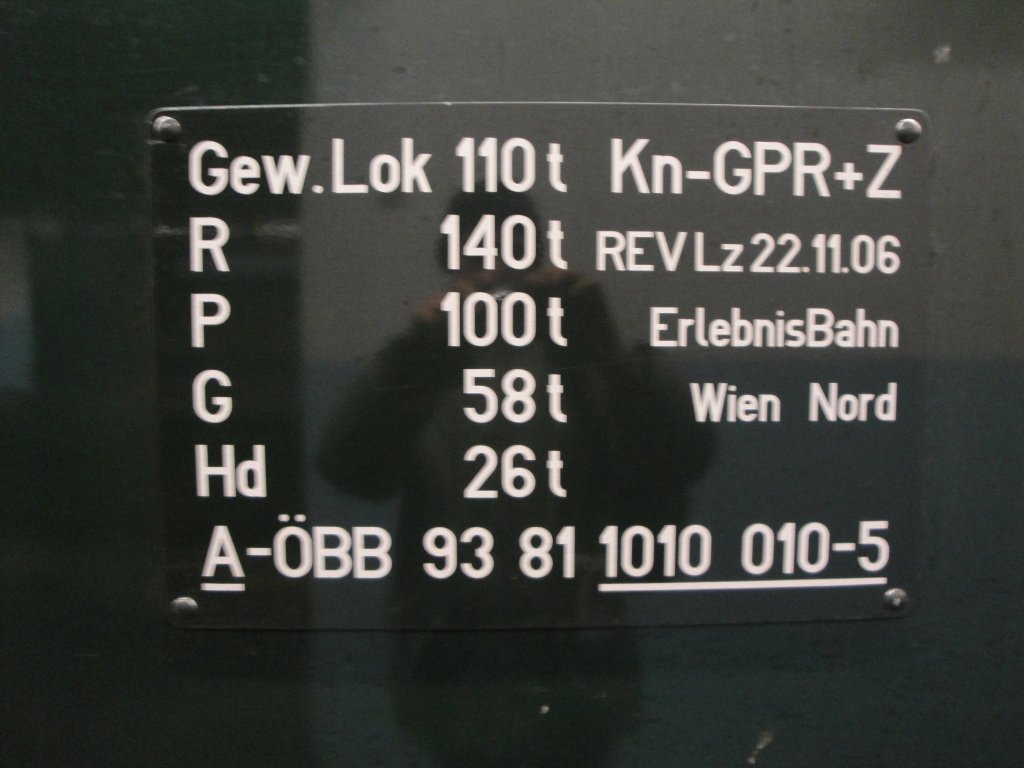 Gew.Lok 110 t Kn-GPR+Z
R 140 t REV Lz 22.11.06
P 100 t ErlebnisBahn
G 58 t Wien Nord
Hd 26 t
A-ÖBB 93 81 1010 010-5